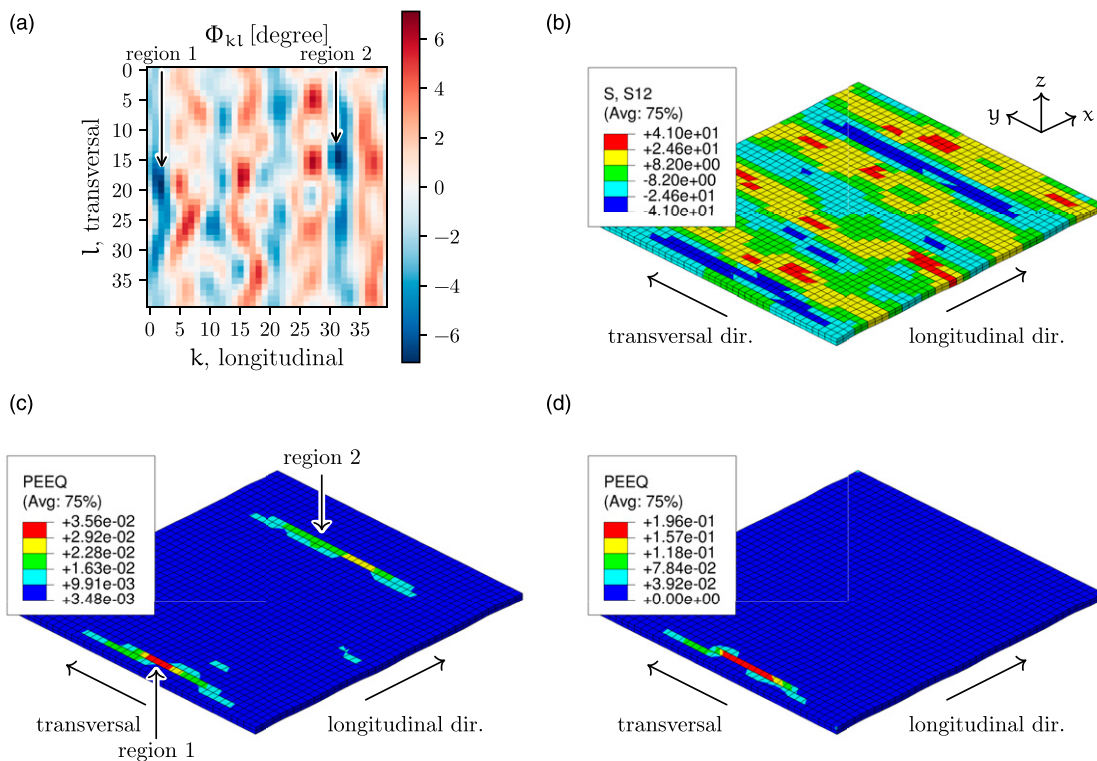 (a)
Φkl [degree]
region 1
region 2
0
5
10
15
20
25
30
35
l, transversal
0 5 10 15 20 25 30 35
k, longitudinal
6
4
2
0
−2
−4
−6
(b)
S, S12
(Avg: 75%)
+4.10e+01
+2.46e+01
+8.20e+00
-8.20e+00
-2.46e+01
-4.10e+01
z
y
x
transversal dir.
longitudinal dir.
(c)
PEEQ
(Avg: 75%)
+3.56e-02
+2.92e-02
+2.28e-02
+1.63e-02
+9.91e-03
+3.48e-03
region 2
transversal
longitudinal dir.
region 1
(d)
PEEQ
(Avg: 75%)
+1.96e-01
+1.57e-01
+1.18e-01
+7.84e-02
+3.92e-02
+0.00e+00
transversal
longitudinal dir.